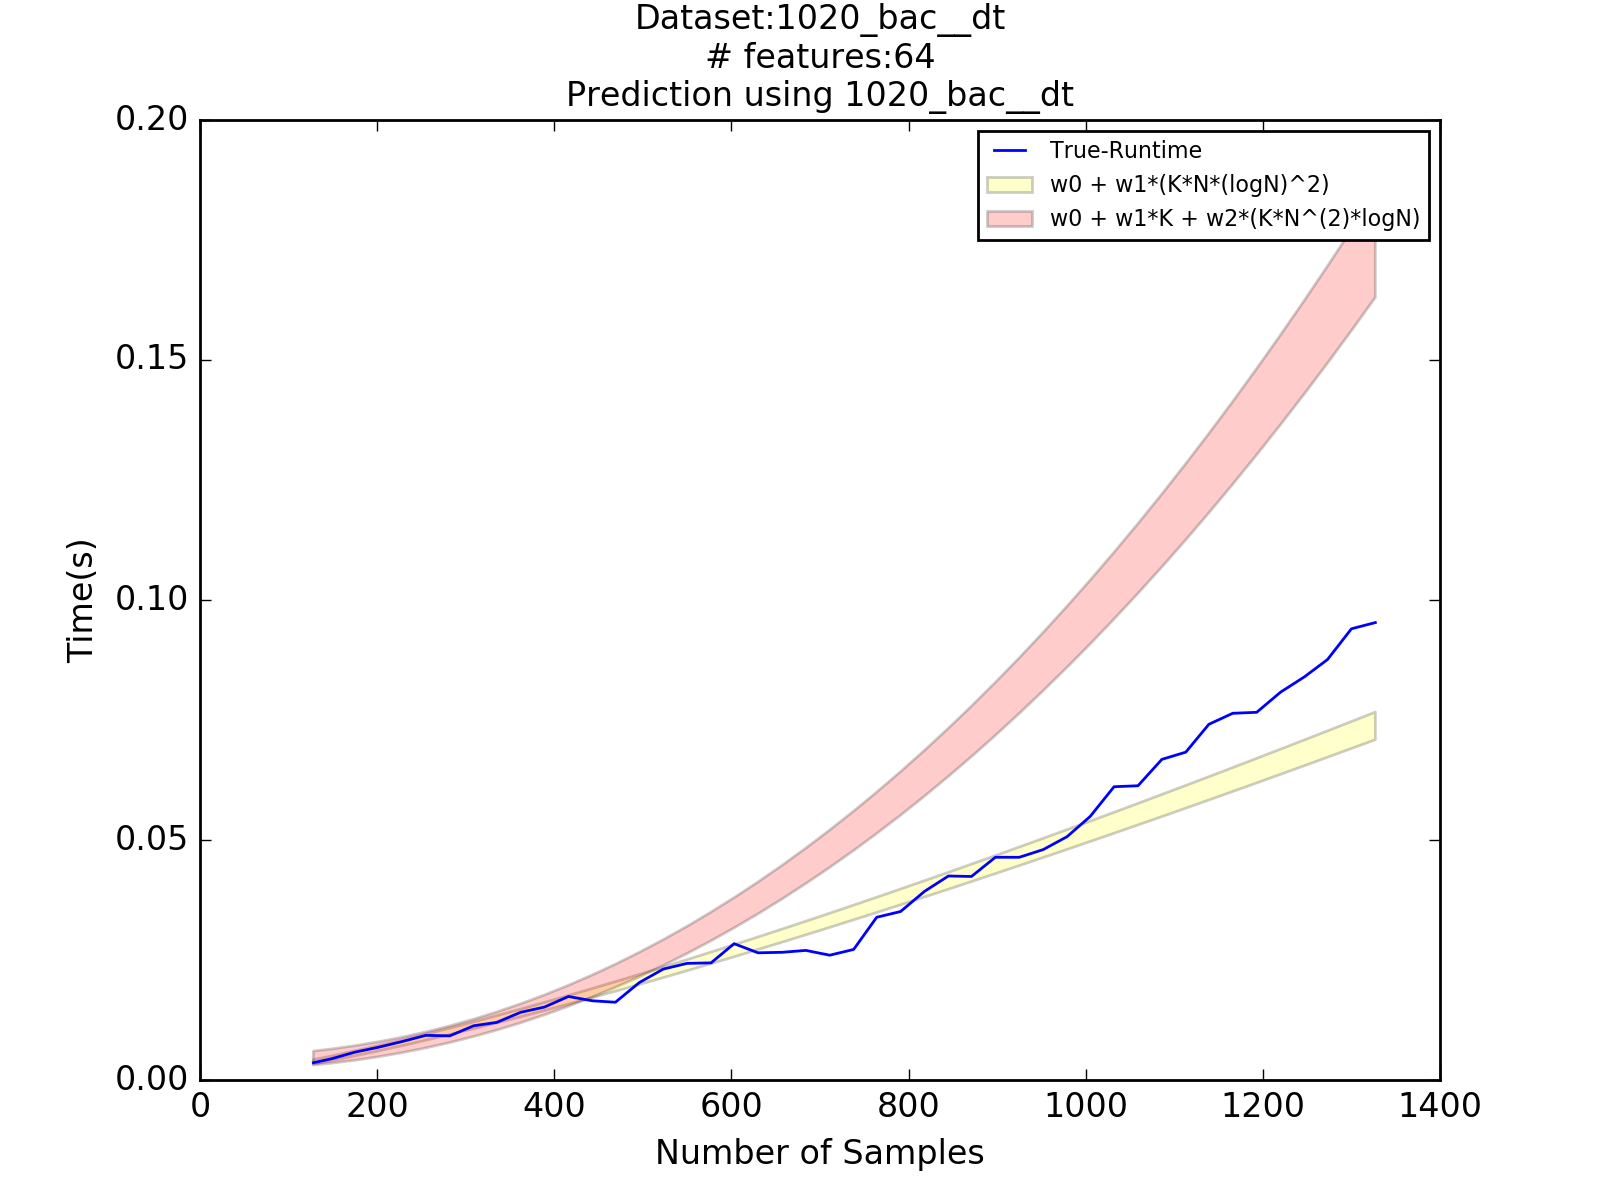 Dataset:1020_bac__dt
# features:64
Prediction using 1020_bac__dt
0.20
0.15
0.10
0.05
0.00
Time(s)
True-Runtime
w0 + w1*(K*N*(logN)^2)
w0 + w1*K + w2*(K*N^(2)*logN)
0 200 400 600 800 1000 1200 1400
Number of Samples